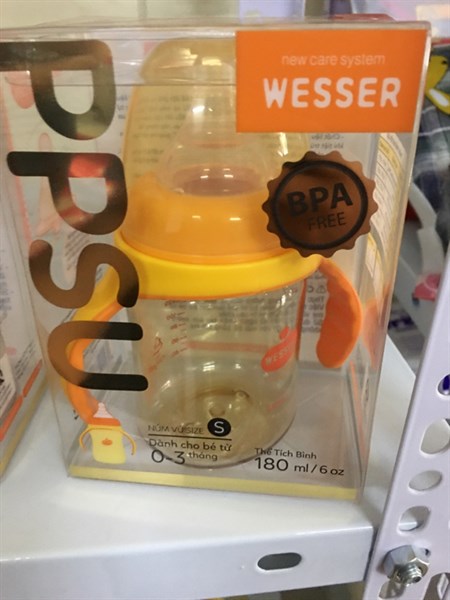 new care system
WESSER
BPA
FREE
PPSU
WESSER
NÚM VÚ SIZE S
Dành cho bé từ
0-3 tháng
Thể Tích Bình
180 ml/6 oz